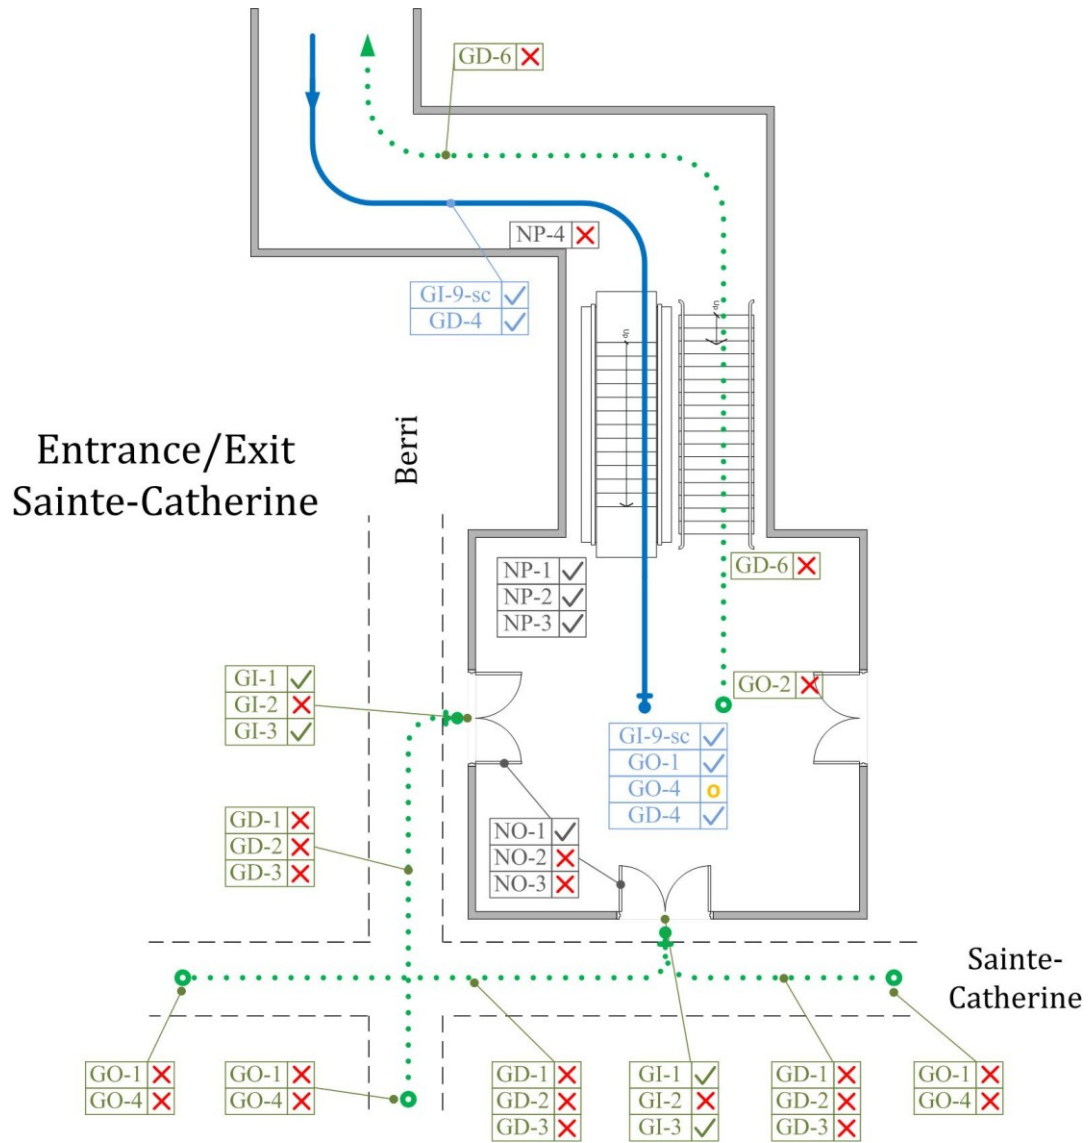 GD-6
NP-4
GI-9-sc
GD-4
up
up
Entrance/Exit
Sainte-Catherine
Berri
NP-1
NP-2
NP-3
GD-6
GI-1
GI-2
GI-3
GO-2
GI-9-sc
GO-1
GO-4 o
GD-4
GD-1
GD-2
GD-3
NO-1
NO-2
NO-3
Sainte-
Catherine
GO-1
GO-4
GO-1
GO-4
GD-1
GD-2
GD-3
GI-1
GI-2
GI-3
GD-1
GD-2
GD-3
GO-1
GO-4